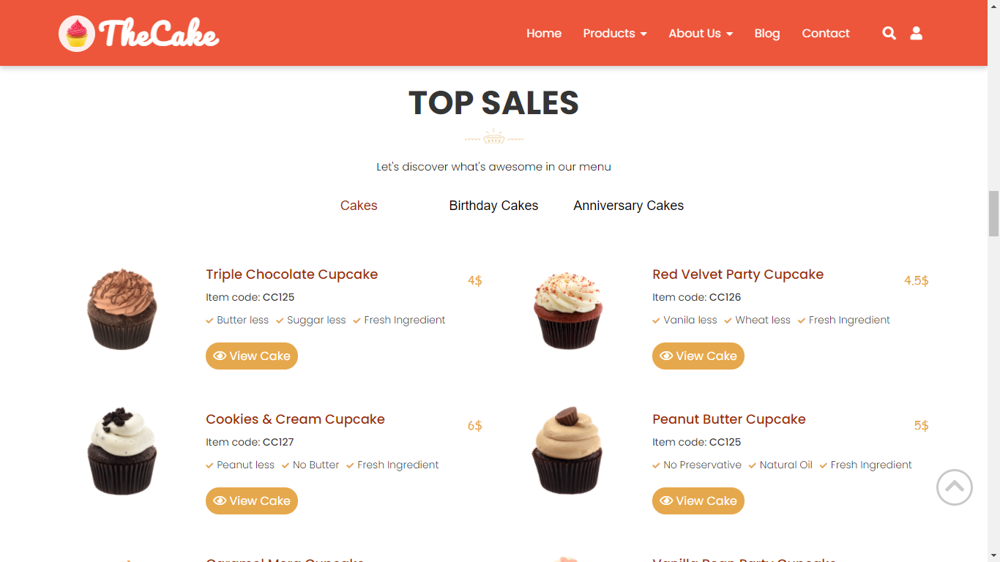 TheCake
Home Products About Us Blog Contact
TOP SALES
Let's discover what's awesome in our menu
Cakes Birthday Cakes Anniversary Cakes
Triple Chocolate Cupcake 4$
Item code: CC125
Butter less Suggar less Fresh Ingredient
View Cake
Red Velvet Party Cupcake 4.5$
Item code: CC126
Vanila less Wheat less Fresh Ingredient
View Cake
Cookies & Cream Cupcake 6$
Item code: CC127
Peanut less No Butter Fresh Ingredient
View Cake
Peanut Butter Cupcake 5$
Item code: CC125
No Preservative Natural Oil Fresh Ingredient
View Cake